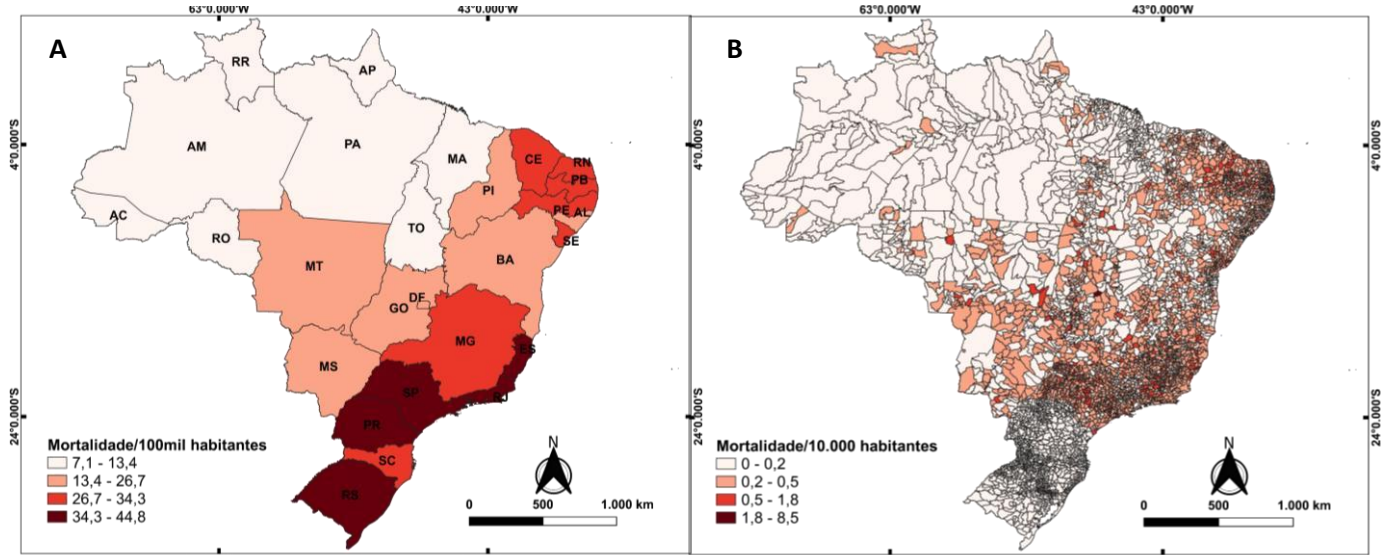 63°0.000'W
43°0.000'W
A
RR
AP
AM
PA
MA
CE
RN
PB
PI
PE
AL
AC
TO
SE
RO
BA
MT
DF
GO
MG
ES
MS
SP
RJ
PR
SC
RS
4°0.000'S
24°0.000'S
Mortalidade/100mil habitantes
7,1 - 13,4
13,4 - 26,7
26,7 - 34,3
34,3 - 44,8
N
0 500 1.000 km
63°0.000'W
43°0.000'W
B
4°0.000'S
24°0.000'S
Mortalidade/10.000 habitantes
0 - 0,2
0,2 - 0,5
0,5 - 1,8
1,8 - 8,5
N
0 500 1.000 km